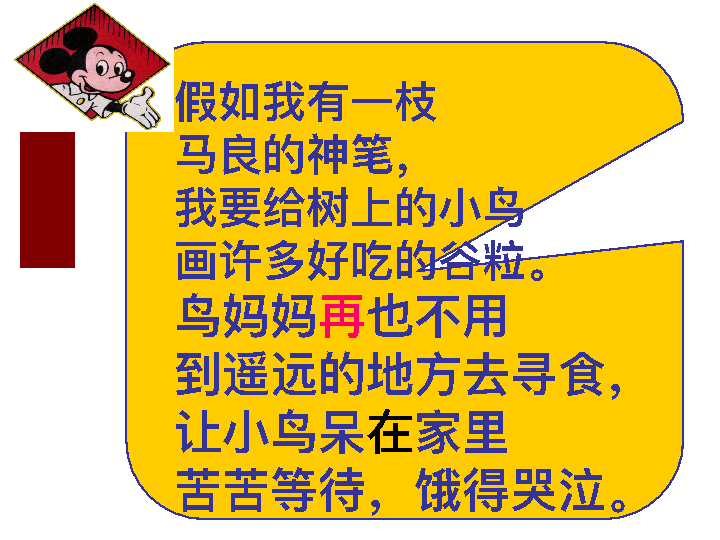 假如我有一枝
马良的神笔，
我要给树上的小鸟
画许多好吃的谷粒。
鸟妈妈再也不用
到遥远的地方去寻食，
让小鸟呆在家里
苦苦等待，饿得哭泣。